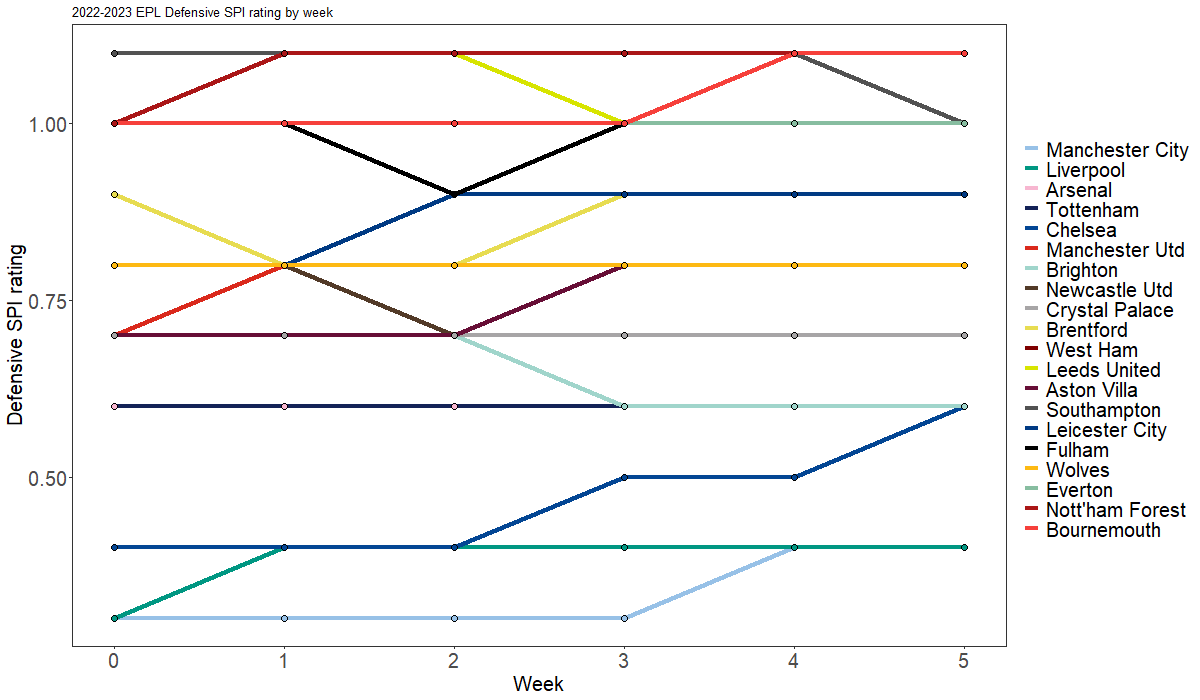 2022-2023 EPL Defensive SPI rating by week
Defensive SPI rating
1.00
0.75
0.50
0
1
2
3
4
5
Week
Manchester City
Liverpool
Arsenal
Tottenham
Chelsea
Manchester Utd
Brighton
Newcastle Utd
Crystal Palace
Brentford
West Ham
Leeds United
Aston Villa
Southampton
Leicester City
Fulham
Wolves
Everton
Nott'ham Forest
Bournemouth